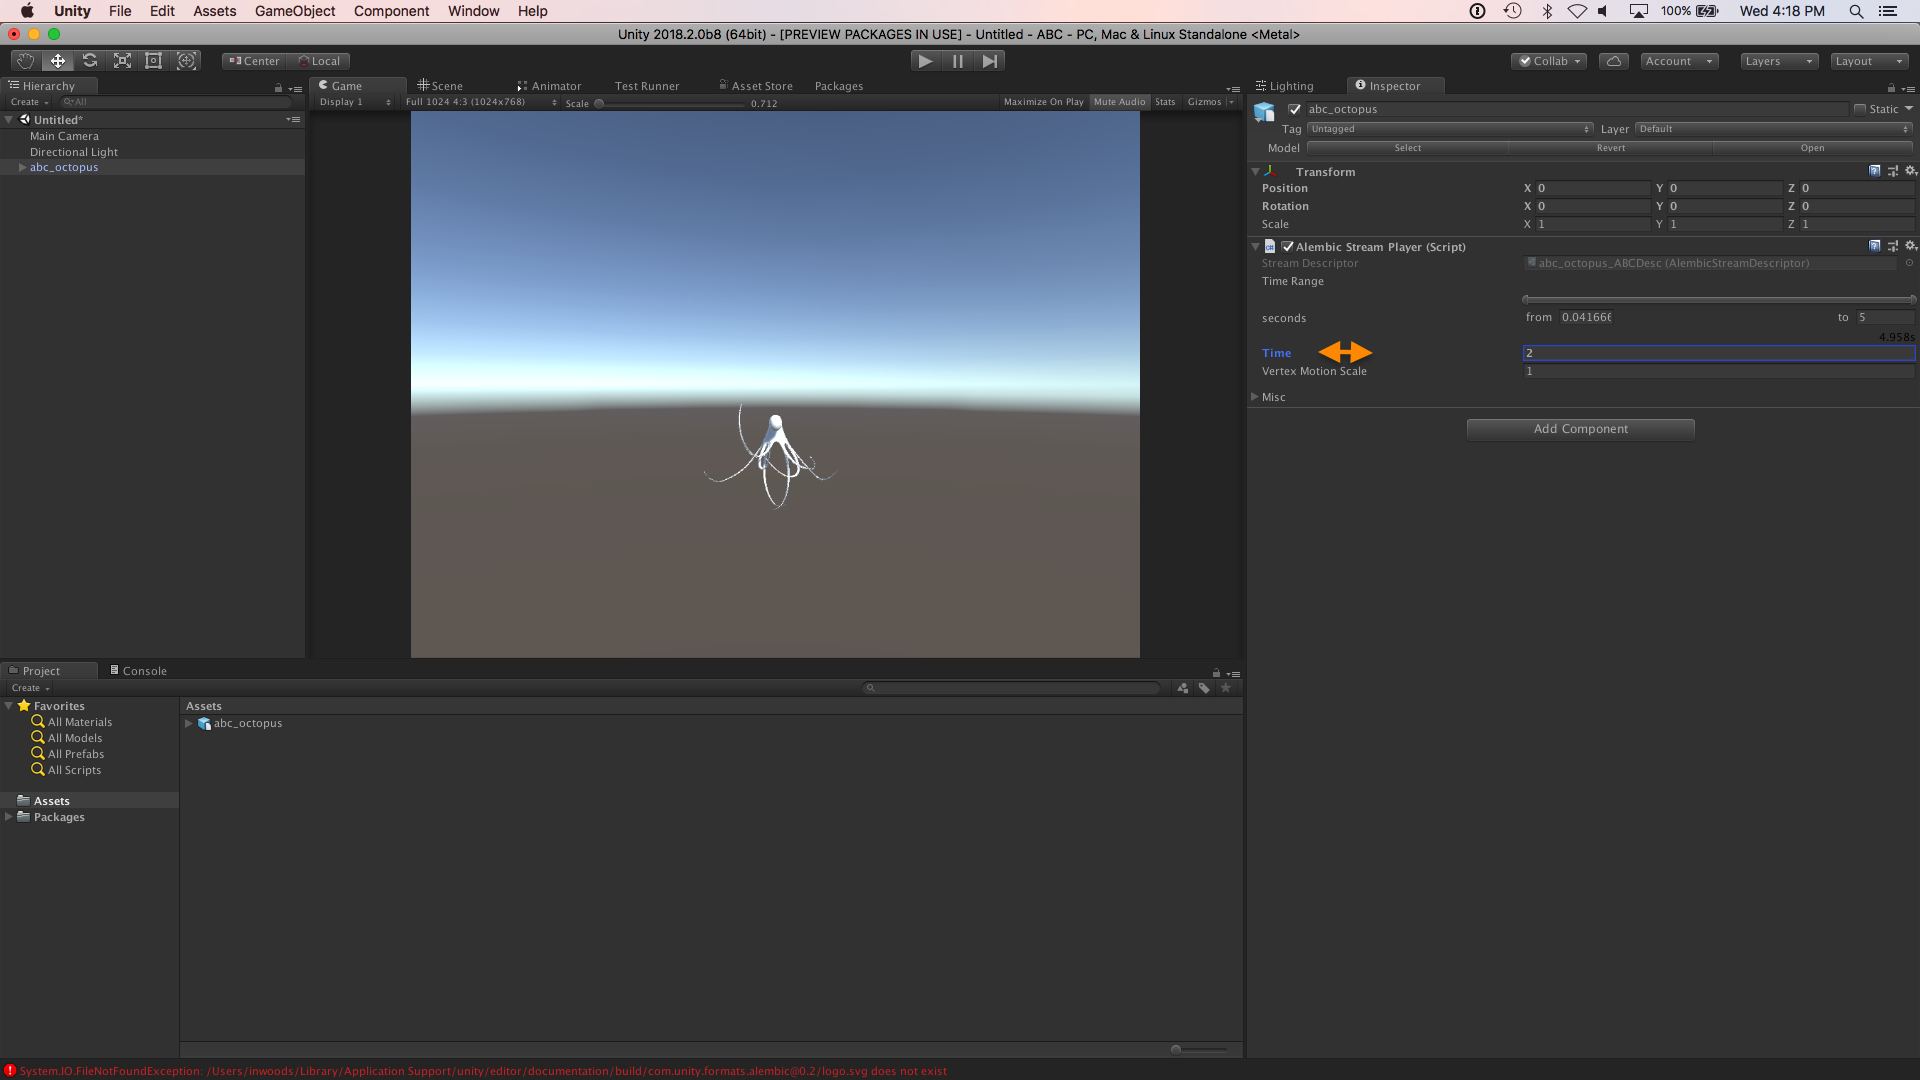 Unity File Edit Assets GameObject Component Window Help 100% Wed 4:18 PM
Unity 2018.2.0b8 (64bit) - [PREVIEW PACKAGES IN USE] - Untitled - ABC - PC, Mac & Linux Standalone <Metal>
Center Local Collab Account Layers Layout
Hierarchy Game Scene Animator Test Runner Asset Store Packages Lighting Inspector
Create All Display 1 Full 1024 4:3 (1024x768) Scale 0.712 Maximize On Play Mute Audio Stats Gizmos
Untitled*
Main Camera
Directional Light
abc_octopus
abc_octopus Static
Tag Untagged Layer Default
Model Select Revert Open
Transform
Position X 0 Y 0 Z 0
Rotation X 0 Y 0 Z 0
Scale X 1 Y 1 Z 1
Alembic Stream Player (Script)
Stream Descriptor abc_octopus_ABCDesc (AlembicStreamDescriptor)
Time Range
seconds from 0.041666 to 5
4.958s
Time 2
Vertex Motion Scale 1
Misc
Add Component
Project Console
Create
Favorites
All Materials
All Models
All Prefabs
All Scripts
Assets
Packages
Assets
abc_octopus
System.IO.FileNotFoundException: /Users/inwoods/Library/Application Support/unity/editor/documentation/build/com.unity.formats.alembic@0.2/logo.svg does not exist